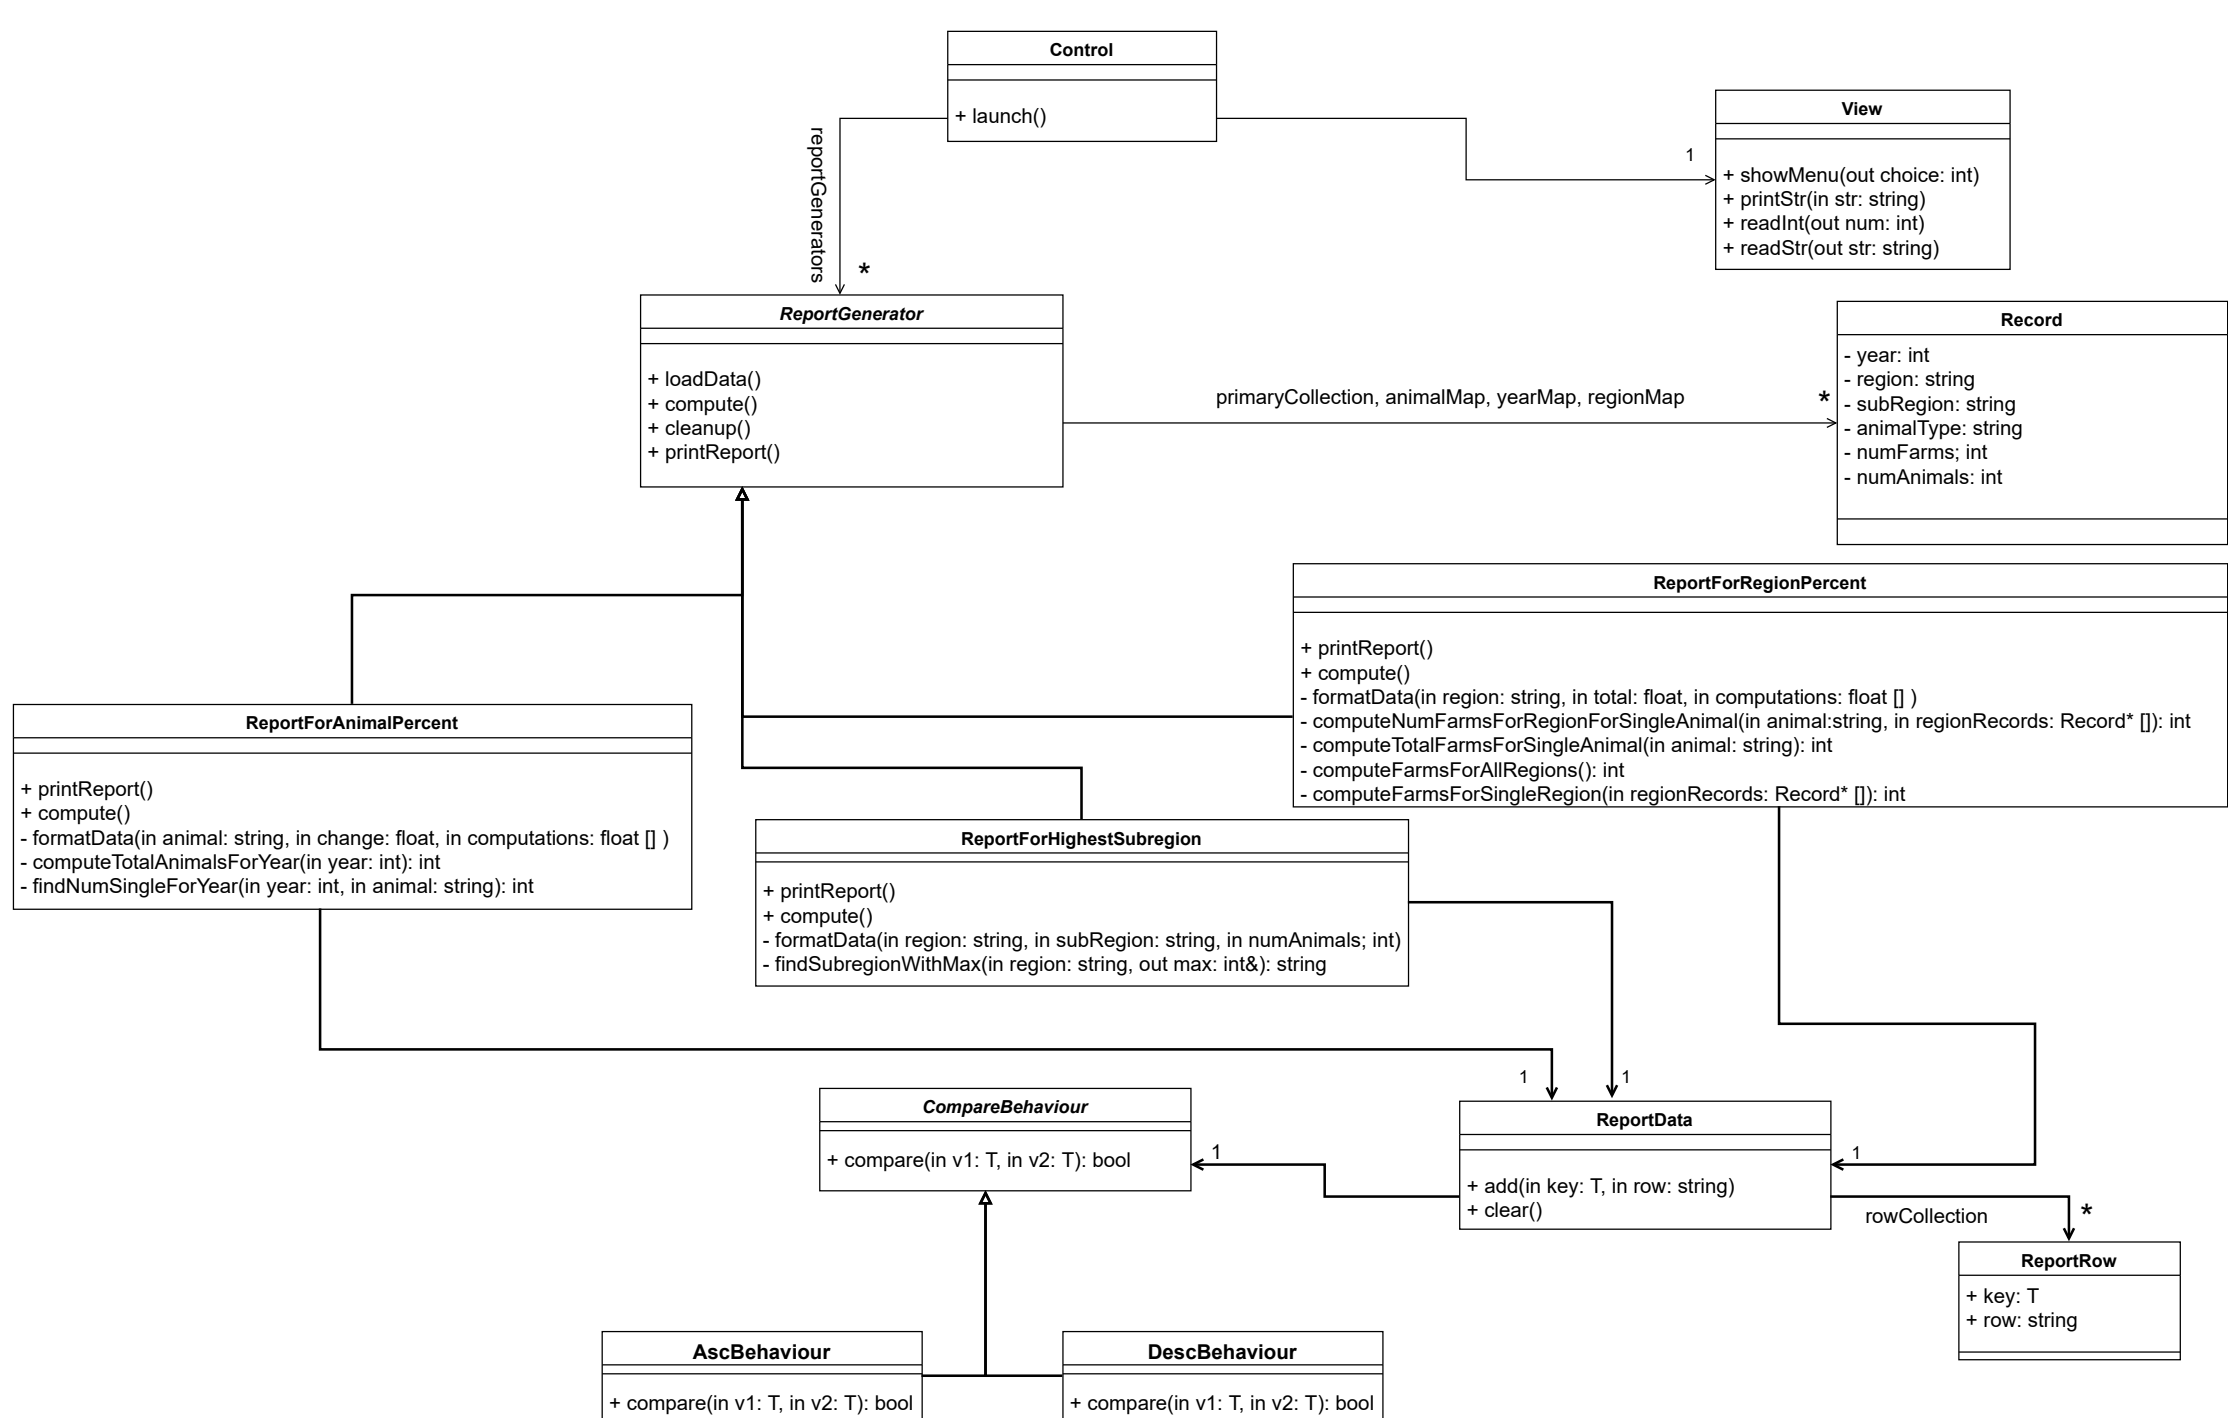 Control
+ launch()
View
+ showMenu(out choice: int)
+ printStr(in str: string)
+ readInt(out num: int)
+ readStr(out str: string)
1
reportGenerators
*
ReportGenerator
+ loadData()
+ compute()
+ cleanup()
+ printReport()
primaryCollection, animalMap, yearMap, regionMap
*
Record
- year: int
- region: string
- subRegion: string
- animalType: string
- numFarms; int
- numAnimals: int
ReportForRegionPercent
+ printReport()
+ compute()
- formatData(in region: string, in total: float, in computations: float [] )
- computeNumFarmsForRegionForSingleAnimal(in animal:string, in regionRecords: Record* []): int
- computeTotalFarmsForSingleAnimal(in animal: string): int
- computeFarmsForAllRegions(): int
- computeFarmsForSingleRegion(in regionRecords: Record* []): int
ReportForAnimalPercent
+ printReport()
+ compute()
- formatData(in animal: string, in change: float, in computations: float [] )
- computeTotalAnimalsForYear(in year: int): int
- findNumSingleForYear(in year: int, in animal: string): int
ReportForHighestSubregion
+ printReport()
+ compute()
- formatData(in region: string, in subRegion: string, in numAnimals; int)
- findSubregionWithMax(in region: string, out max: int&): string
1
1
CompareBehaviour
+ compare(in v1: T, in v2: T): bool
1
ReportData
+ add(in key: T, in row: string)
+ clear()
1
rowCollection
*
ReportRow
+ key: T
+ row: string
AscBehaviour
+ compare(in v1: T, in v2: T): bool
DescBehaviour
+ compare(in v1: T, in v2: T): bool